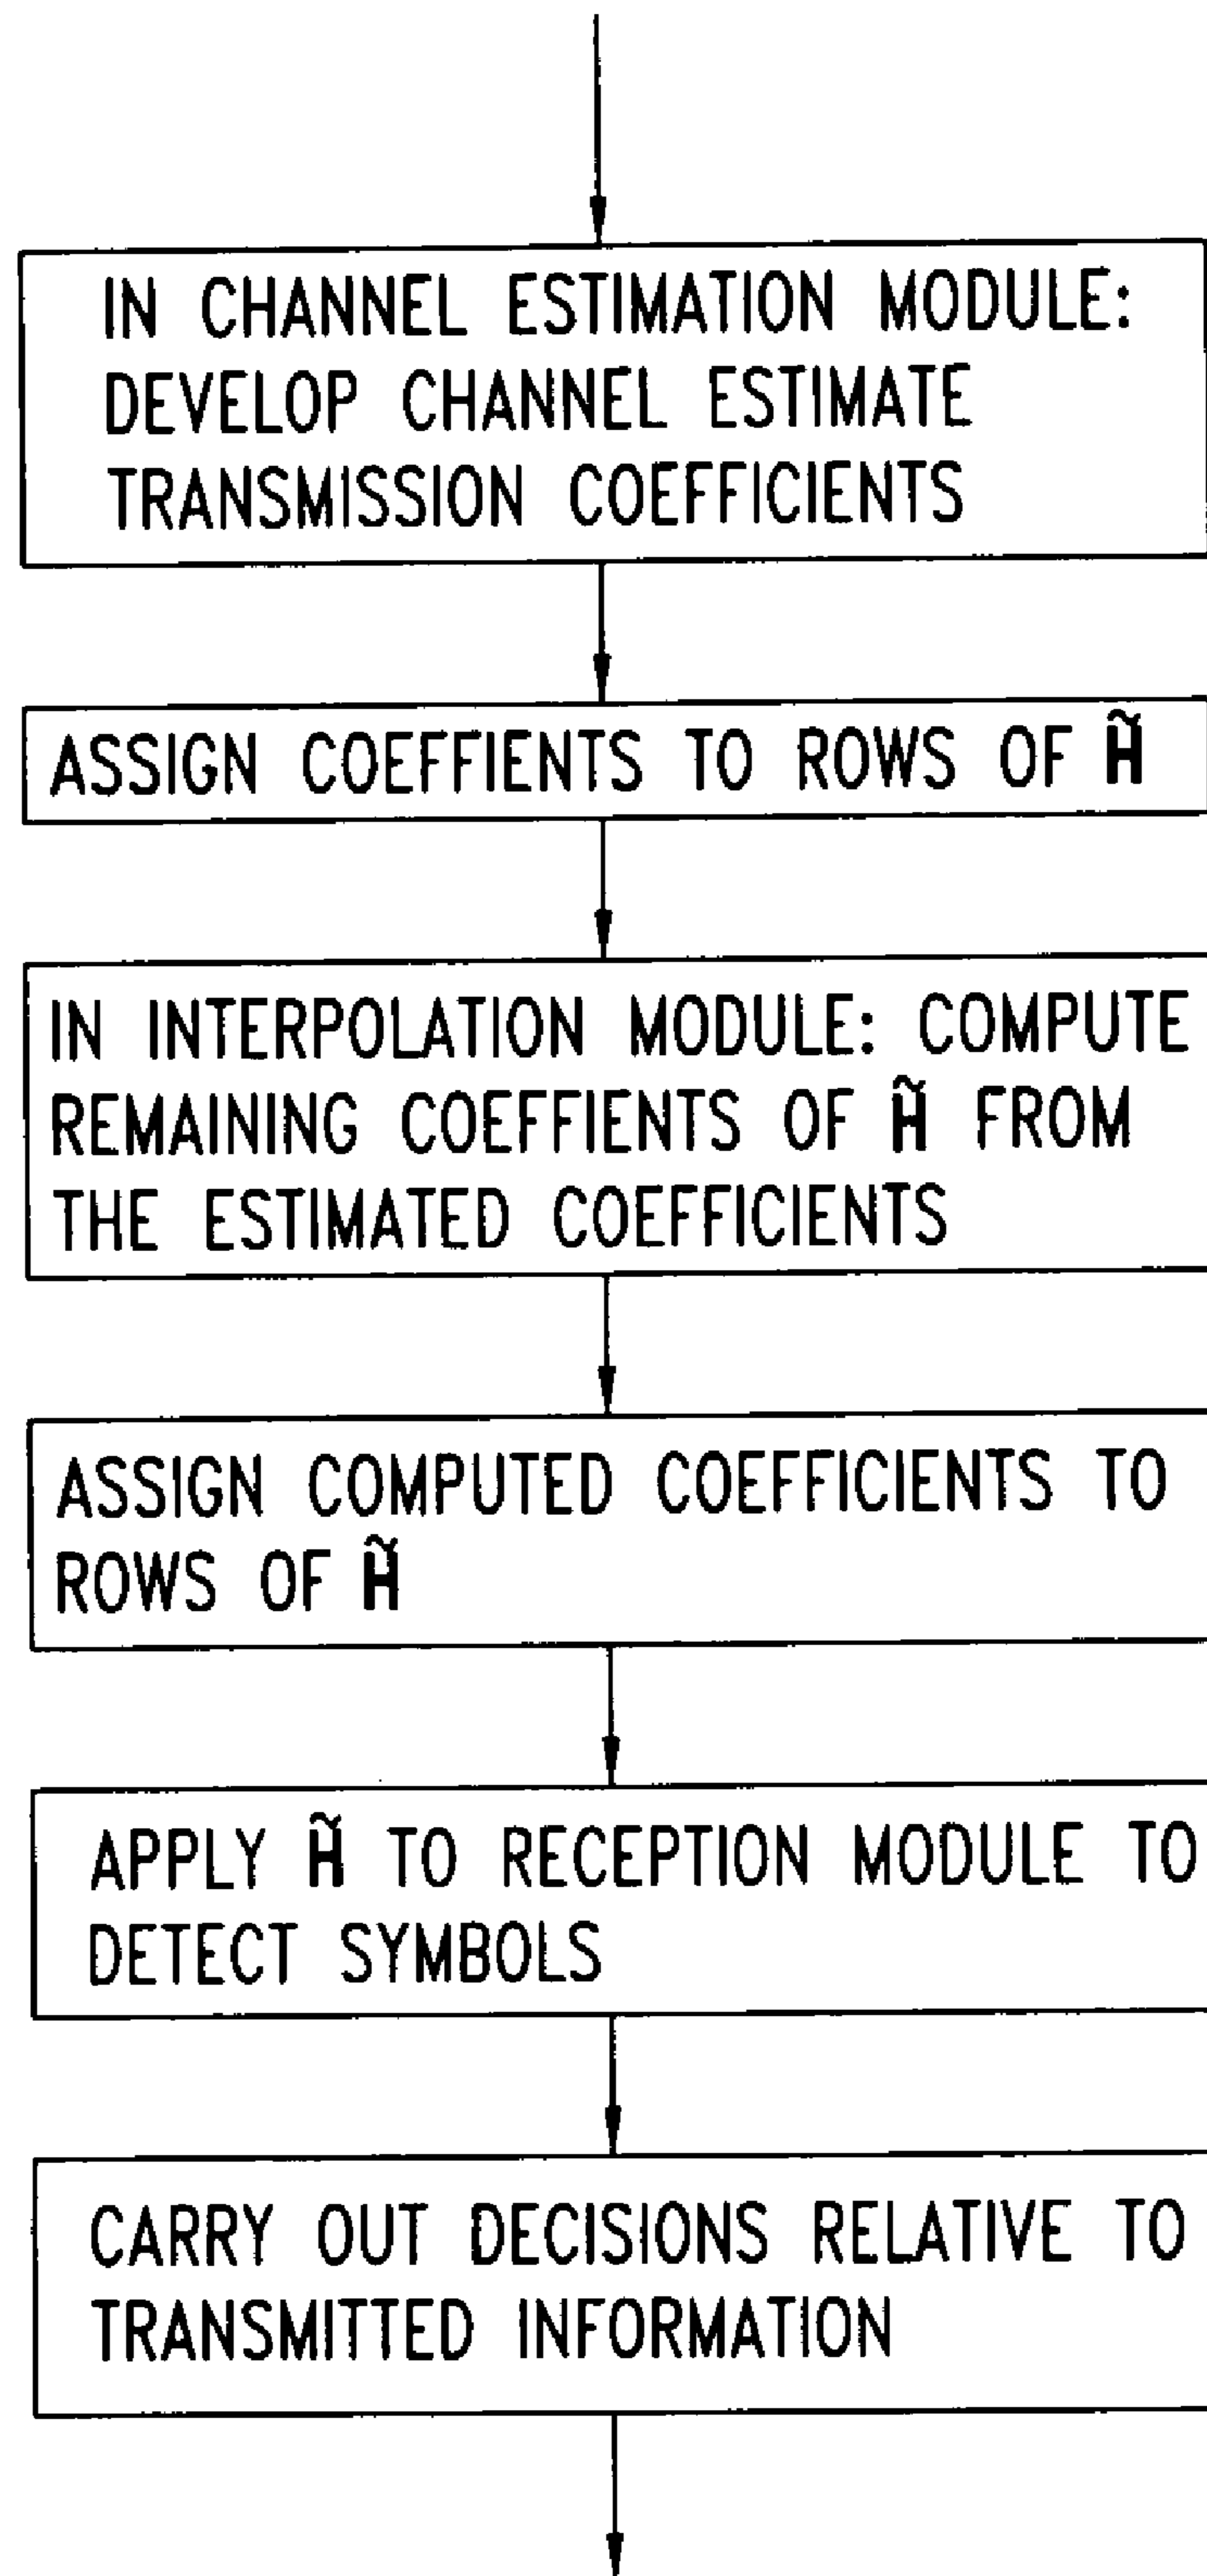 IN CHANNEL ESTIMATION MODULE:
DEVELOP CHANNEL ESTIMATE
TRANSMISSION COEFFICIENTS
ASSIGN COEFFIENTS TO ROWS OF H̃
IN INTERPOLATION MODULE: COMPUTE
REMAINING COEFFIENTS OF H̃ FROM
THE ESTIMATED COEFFICIENTS
ASSIGN COMPUTED COEFFICIENTS TO
ROWS OF H̃
APPLY H̃ TO RECEPTION MODULE TO
DETECT SYMBOLS
CARRY OUT DECISIONS RELATIVE TO
TRANSMITTED INFORMATION